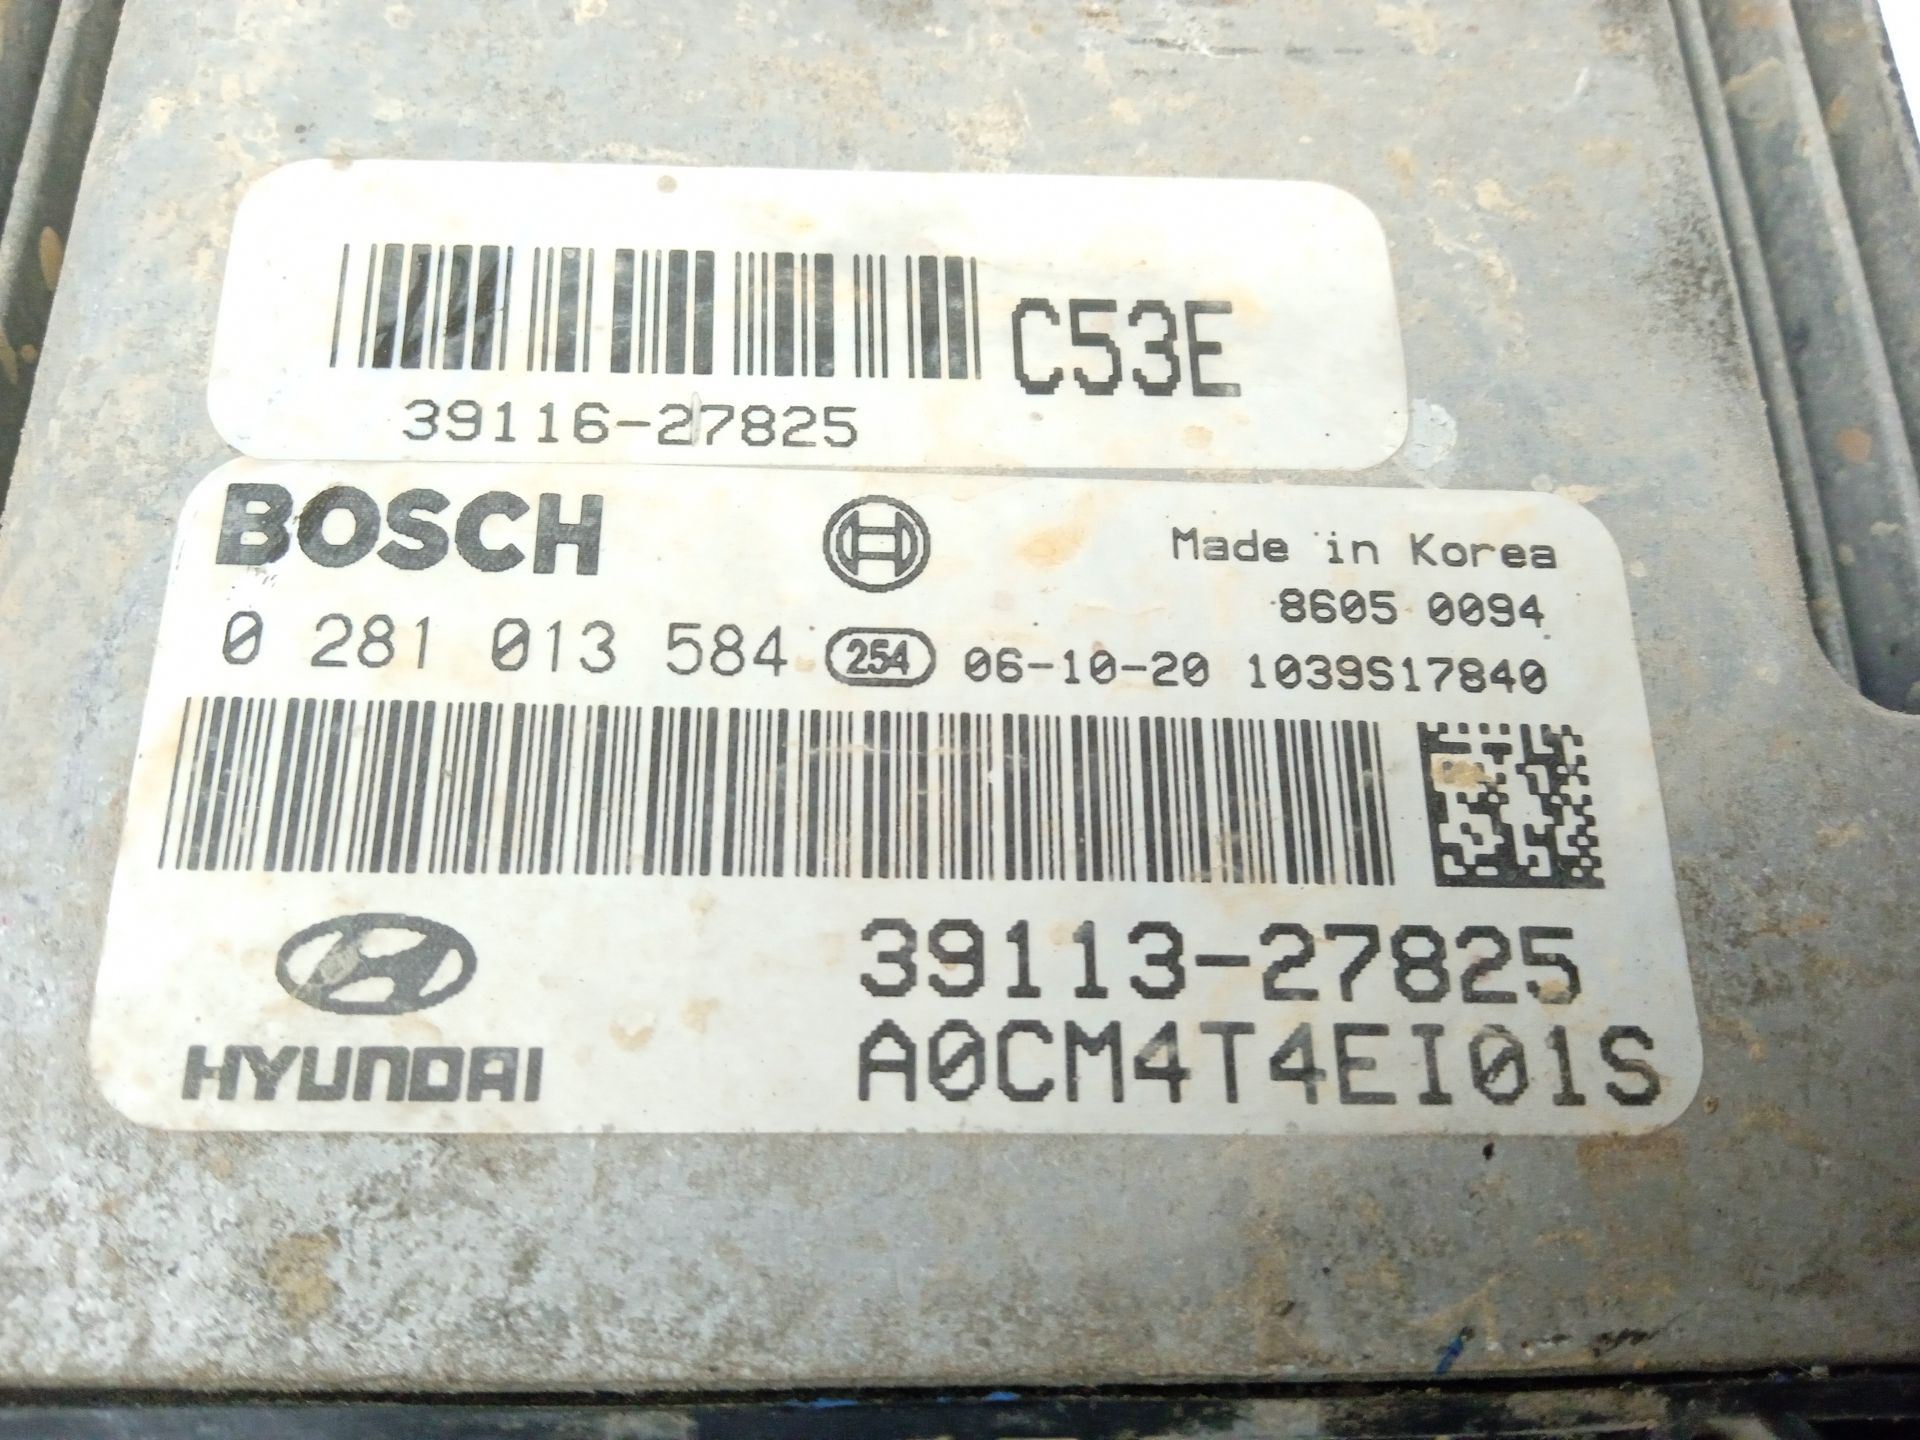 C53E
39116-27825
BOSCH
Made in Korea
8605 0094
0 281 013 584 254 06-10-20 1039S17840
39113-27825
HYUNDAI A0CM4T4EI01S